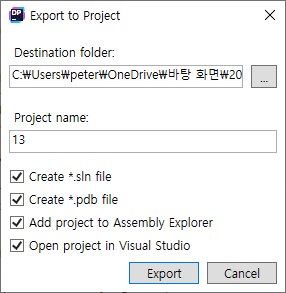 DP
Export to Project
Destination folder:
C:₩Users₩peter₩OneDrive₩바탕 화면₩20
...
Project name:
13
Create *.sln file
Create *.pdb file
Add project to Assembly Explorer
Open project in Visual Studio
Export
Cancel